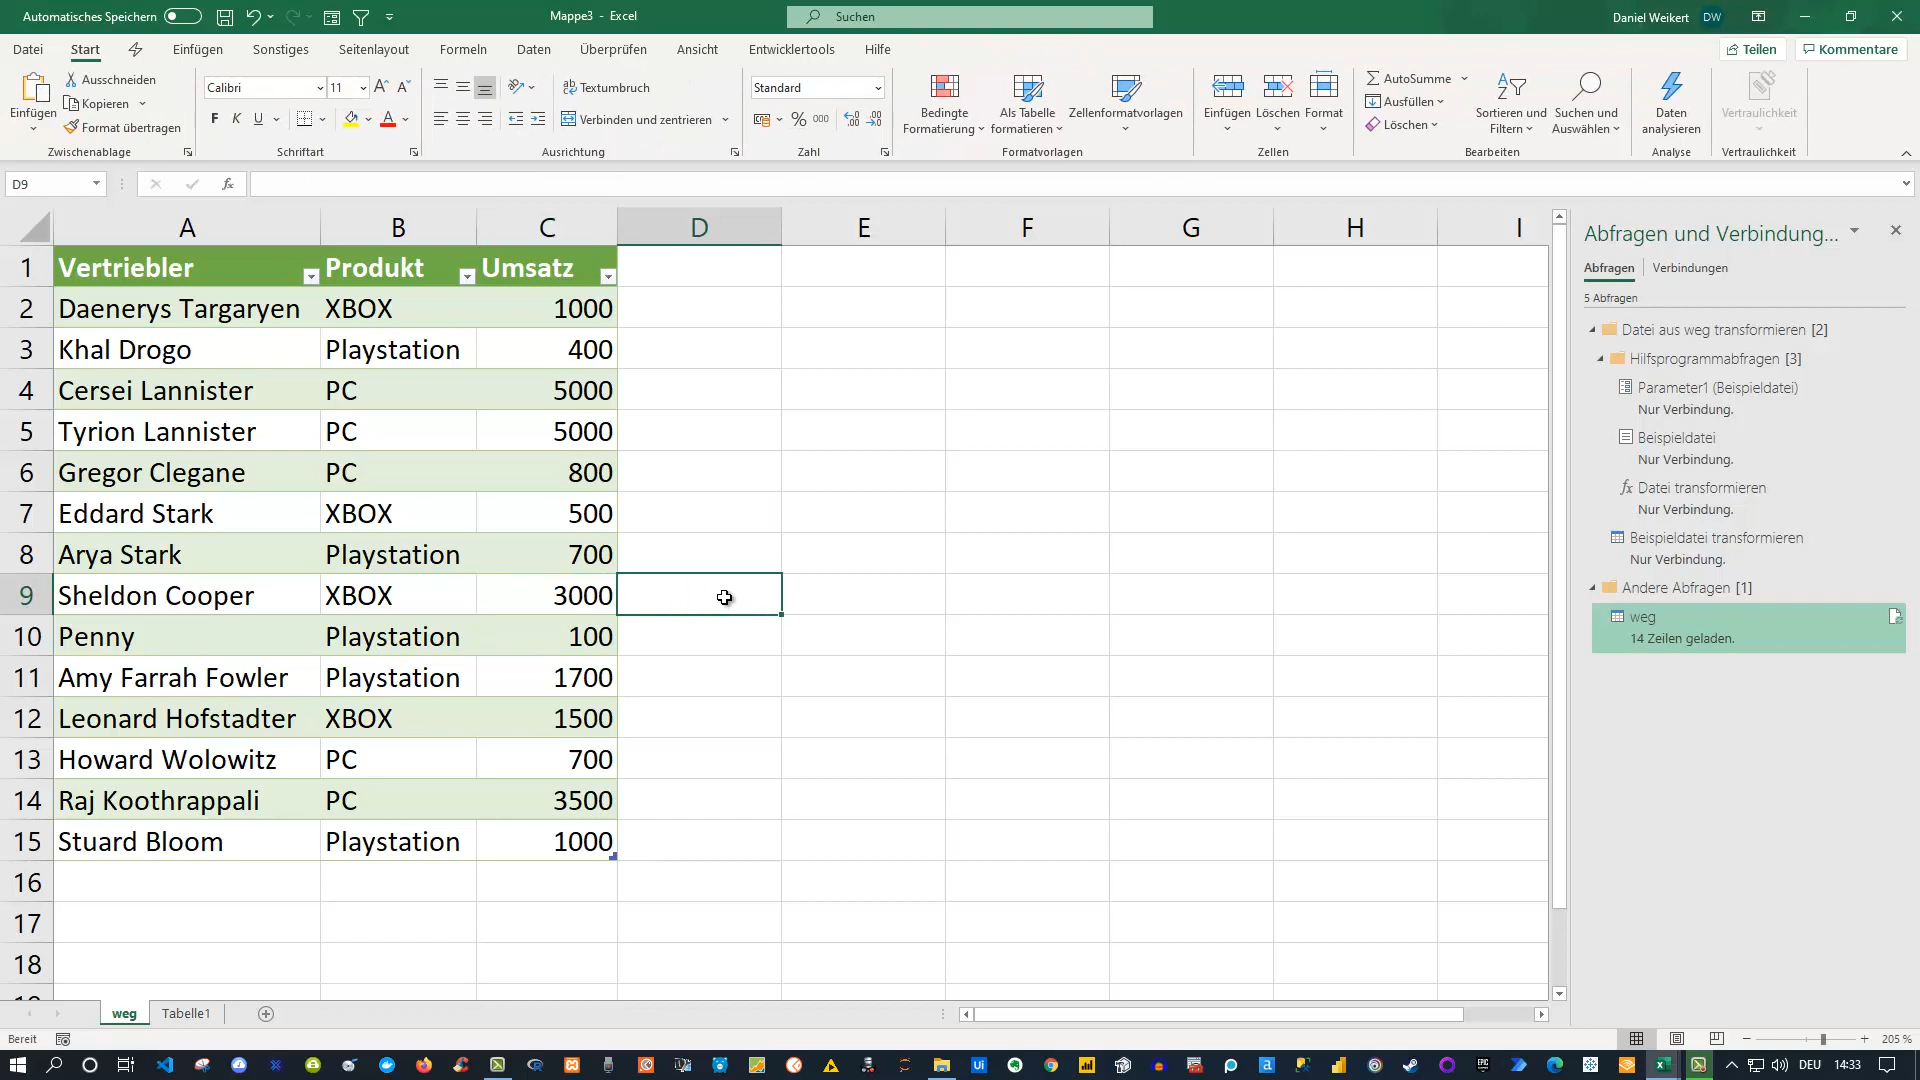 Automatisches Speichern
Mappe3 - Excel
Suchen
Daniel Weikert
DW
Datei
Start
Einfügen
Sonstiges
Seitenlayout
Formeln
Daten
Überprüfen
Ansicht
Entwicklertools
Hilfe
Teilen
Kommentare
Einfügen
Ausschneiden
Kopieren
Format übertragen
Zwischenablage
Calibri
11
F K U
Schriftart
Textumbruch
Verbinden und zentrieren
Ausrichtung
Standard
% 000
Zahl
Bedingte
Formatierung
Als Tabelle
formatieren
Zellenformatvorlagen
Formatvorlagen
Einfügen
Löschen
Format
Zellen
AutoSumme
Ausfüllen
Löschen
Sortieren und
Filtern
Suchen und
Auswählen
Bearbeiten
Daten
analysieren
Analyse
Vertraulichkeit
Vertraulichkeit
D9
fx
A B C D E F G H I
1 Vertriebler Produkt Umsatz
2 Daenerys Targaryen XBOX 1000
3 Khal Drogo Playstation 400
4 Cersei Lannister PC 5000
5 Tyrion Lannister PC 5000
6 Gregor Clegane PC 800
7 Eddard Stark XBOX 500
8 Arya Stark Playstation 700
9 Sheldon Cooper XBOX 3000
10 Penny Playstation 100
11 Amy Farrah Fowler Playstation 1700
12 Leonard Hofstadter XBOX 1500
13 Howard Wolowitz PC 700
14 Raj Koothrappali PC 3500
15 Stuard Bloom Playstation 1000
16
17
18
Abfragen und Verbindung...
Abfragen
Verbindungen
5 Abfragen
Datei aus weg transformieren [2]
Hilfsprogrammabfragen [3]
Parameter1 (Beispieldatei)
Nur Verbindung.
Beispieldatei
Nur Verbindung.
fx Datei transformieren
Nur Verbindung.
Beispieldatei transformieren
Nur Verbindung.
Andere Abfragen [1]
weg
14 Zeilen geladen.
weg
Tabelle1
Bereit
205 %
DEU
14:33